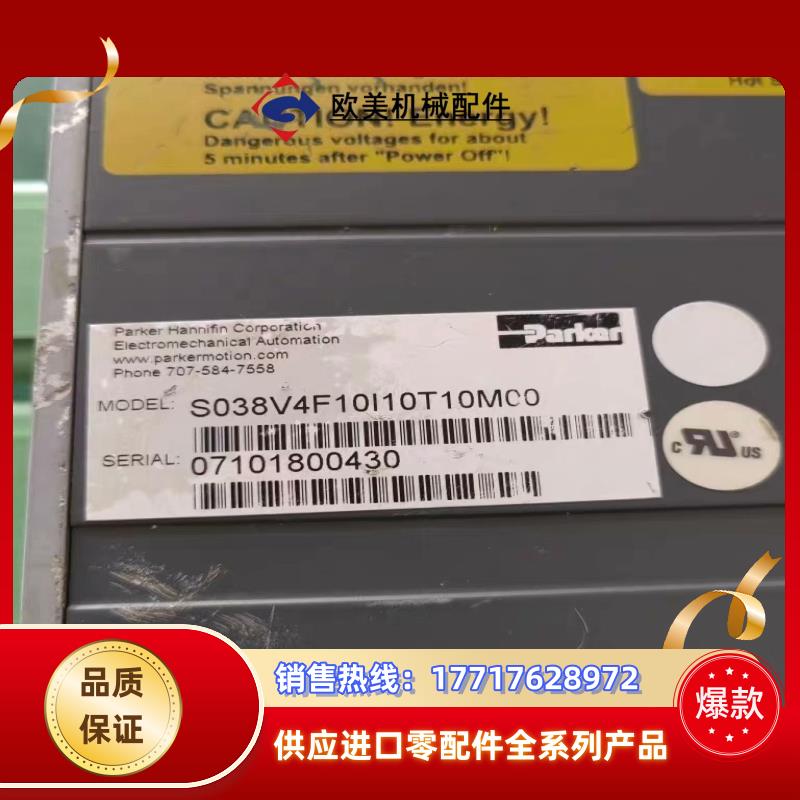 Spannungen vorhanden!
欧美机械配件
CAUTION! Energy!
Dangerous voltages for about
5 minutes after "Power Off"!
Parker Hannifin Corporation
Electromechanical Automation
www.parkermotion.com
Phone 707-584-7558
Parker
MODEL: S038V4F10I10T10M00
SERIAL: 07101800430
c RU US
品质
保证
销售热线：17717628972
供应进口零配件全系列产品
爆款